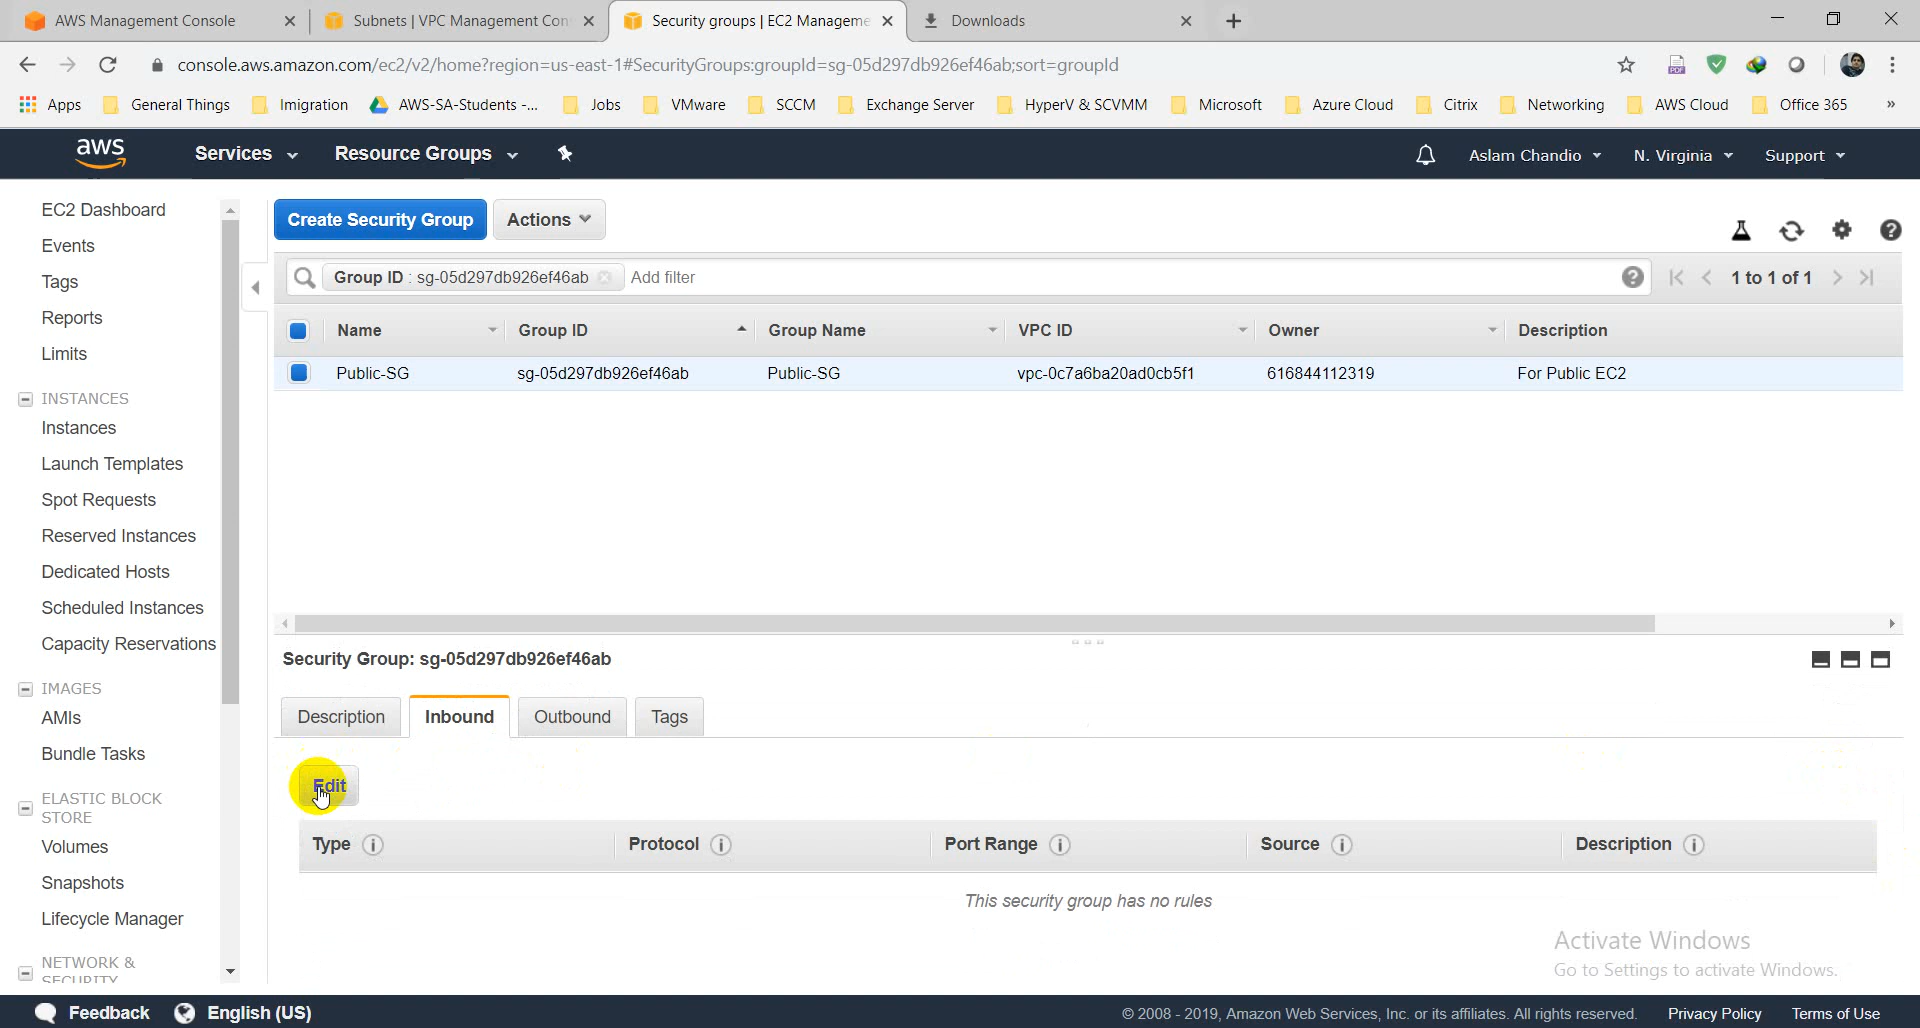 AWS Management Console
Subnets | VPC Management Con
Security groups | EC2 Manageme
Downloads
console.aws.amazon.com/ec2/v2/home?region=us-east-1#SecurityGroups:groupId=sg-05d297db926ef46ab;sort=groupId
Apps General Things Imigration AWS-SA-Students -... Jobs VMware SCCM Exchange Server HyperV & SCVMM Microsoft Azure Cloud Citrix Networking AWS Cloud Office 365 »
aws Services Resource Groups Aslam Chandio N. Virginia Support
EC2 Dashboard
Events
Tags
Reports
Limits
INSTANCES
Instances
Launch Templates
Spot Requests
Reserved Instances
Dedicated Hosts
Scheduled Instances
Capacity Reservations
IMAGES
AMIs
Bundle Tasks
ELASTIC BLOCK
STORE
Volumes
Snapshots
Lifecycle Manager
NETWORK &
SECURITY
Create Security Group Actions
Group ID : sg-05d297db926ef46ab Add filter 1 to 1 of 1
Name Group ID Group Name VPC ID Owner Description
Public-SG sg-05d297db926ef46ab Public-SG vpc-0c7a6ba20ad0cb5f1 616844112319 For Public EC2
Security Group: sg-05d297db926ef46ab
Description Inbound Outbound Tags
Edit
Type Protocol Port Range Source Description
This security group has no rules
Activate Windows
Go to Settings to activate Windows.
Feedback English (US) © 2008 - 2019, Amazon Web Services, Inc. or its affiliates. All rights reserved. Privacy Policy Terms of Use